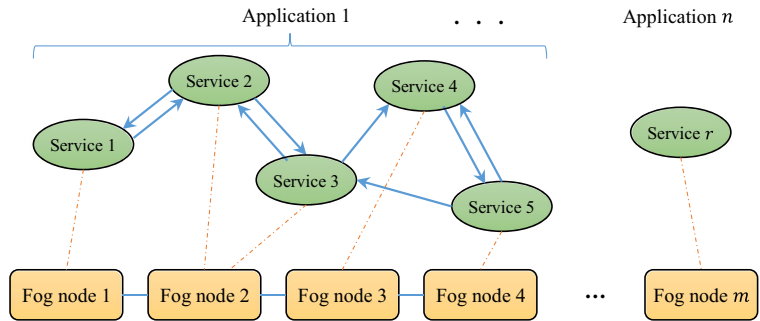 Application 1
. . .
Application n
Service 2
Service 4
Service 1
Service r
Service 3
Service 5
Fog node 1
Fog node 2
Fog node 3
Fog node 4
...
Fog node m